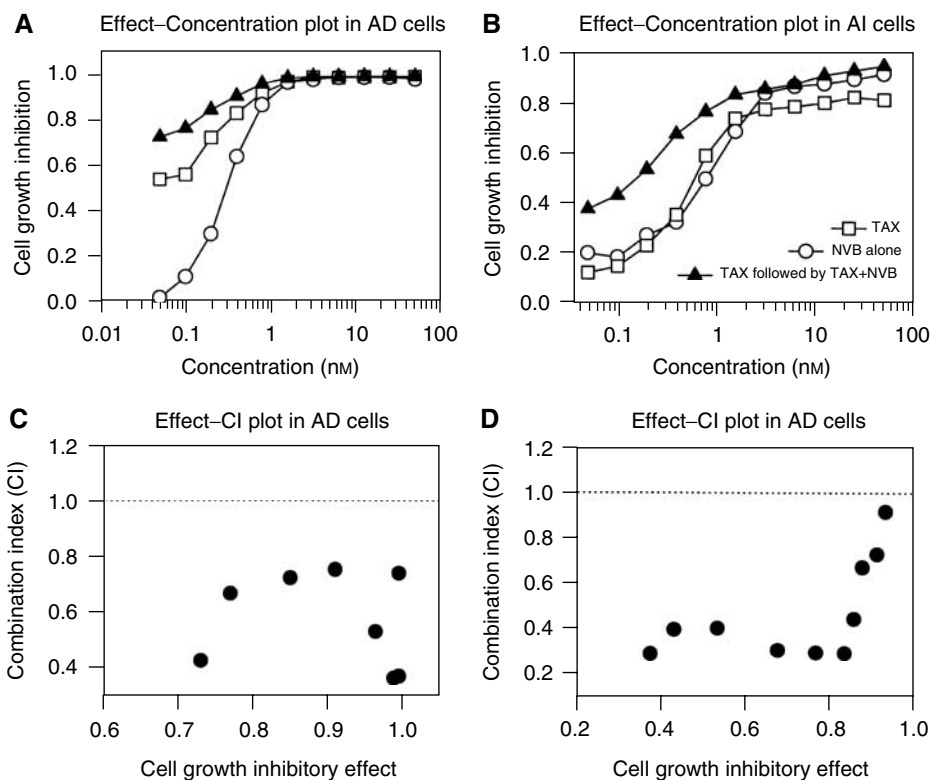 A
Effect–Concentration plot in AD cells
Cell growth inhibition
1.0
0.8
0.6
0.4
0.2
0.0
0.01
0.1
1
10
100
Concentration (nM)
B
Effect–Concentration plot in AI cells
Cell growth inhibition
1.0
0.8
0.6
0.4
0.2
0.0
TAX
NVB alone
TAX followed by TAX+NVB
0.1
1
10
100
Concentration (nM)
C
Effect–CI plot in AD cells
Combination index (CI)
1.2
1.0
0.8
0.6
0.4
0.6
0.7
0.8
0.9
1.0
Cell growth inhibitory effect
D
Effect–CI plot in AD cells
Combination index (CI)
1.2
1.0
0.8
0.6
0.4
0.2
0.2
0.4
0.6
0.8
1.0
Cell growth inhibitory effect